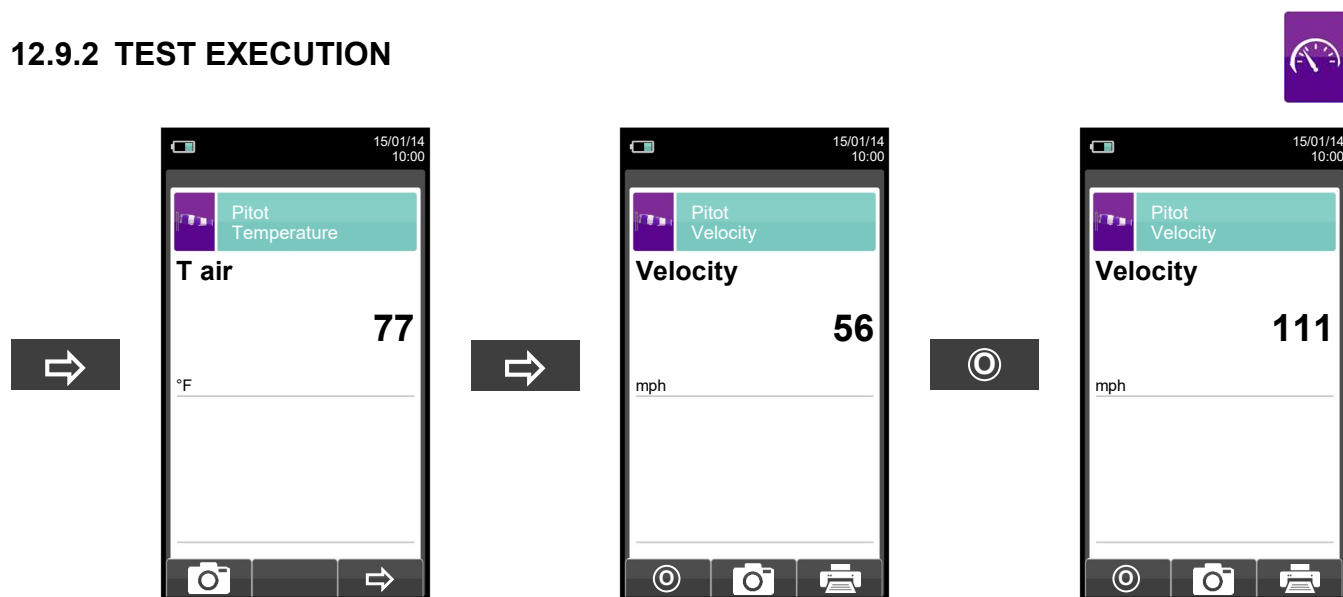 12.9.2 TEST EXECUTION
15/01/14
10:00
Pitot
Temperature
T air
77
°F
15/01/14
10:00
Pitot
Velocity
Velocity
56
mph
O
O
15/01/14
10:00
Pitot
Velocity
Velocity
111
mph
O